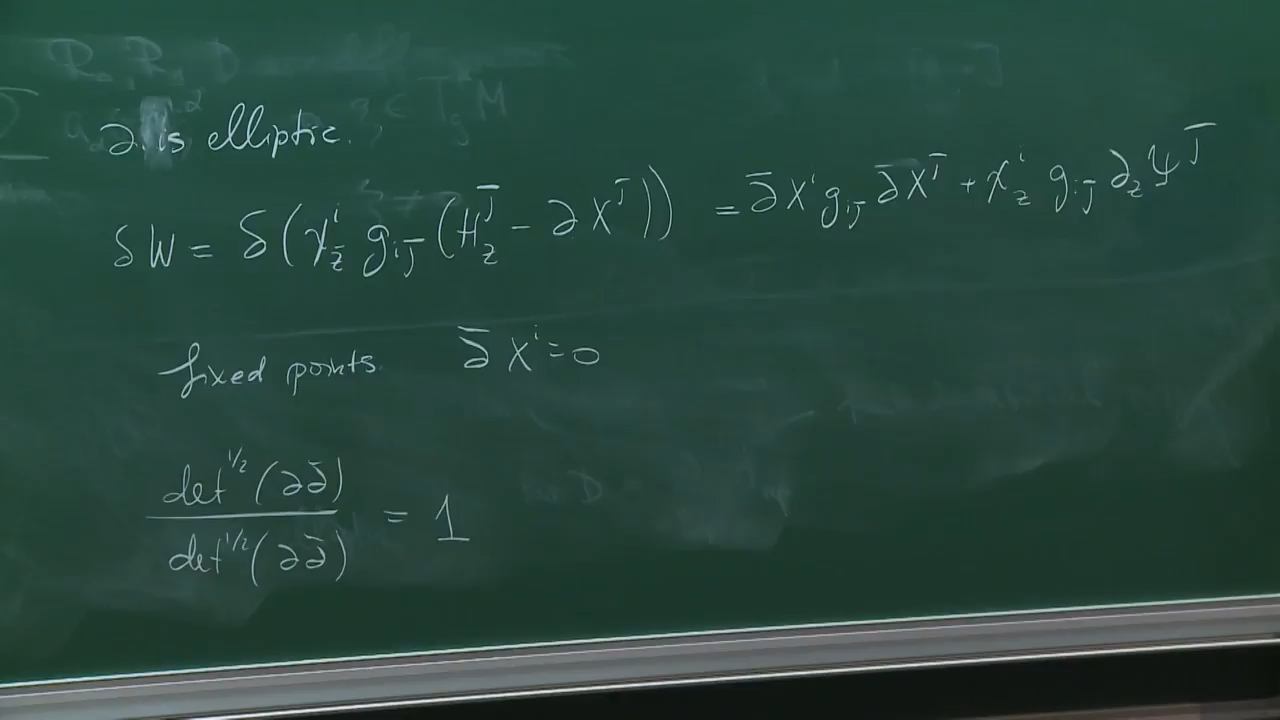 ∂ is elliptic.
δW = δ(χ^i_z̄ g_{iJ̄} (H^J̄_z − ∂X^J̄)) = ∂̄X^i g_{iJ̄} ∂̄X^J̄ + χ^i_z g_{iJ̄} ∂_z ψ^J̄
fixed points ∂̄X^i = 0
det^{1/2}(∂∂̄)
det^{1/2}(∂∂̄) = 1